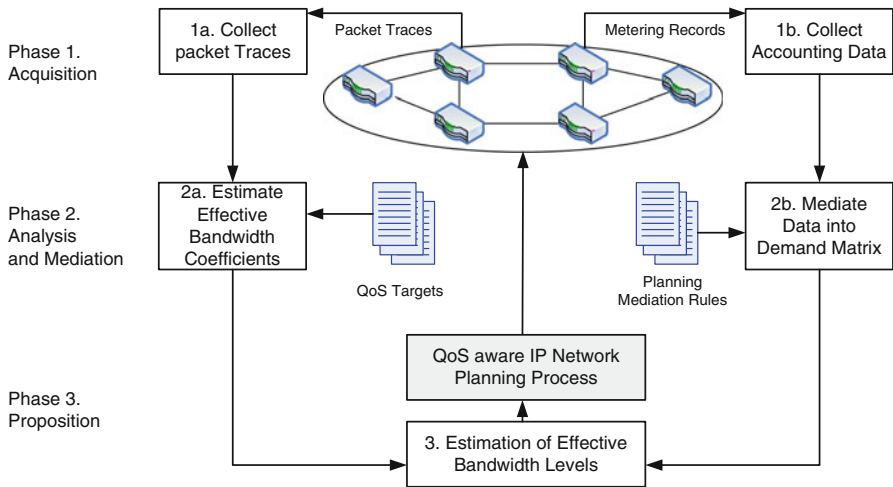 Phase 1.
Acquisition
1a. Collect
packet Traces
Packet Traces
Metering Records
1b. Collect
Accounting Data
Phase 2.
Analysis
and Mediation
2a. Estimate
Effective
Bandwidth
Coefficients
QoS Targets
Planning
Mediation Rules
2b. Mediate
Data into
Demand Matrix
QoS aware IP Network
Planning Process
Phase 3.
Proposition
3. Estimation of Effective
Bandwidth Levels